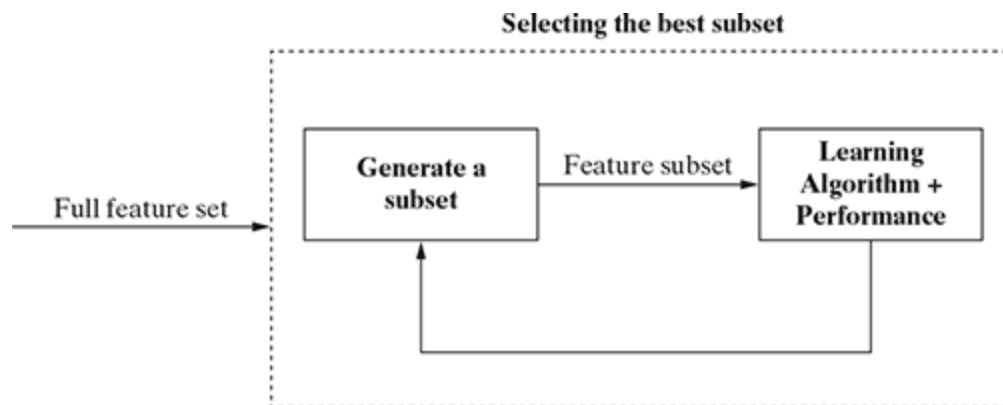 Selecting the best subset
Generate a
subset
Feature subset
Learning
Algorithm +
Performance
Full feature set